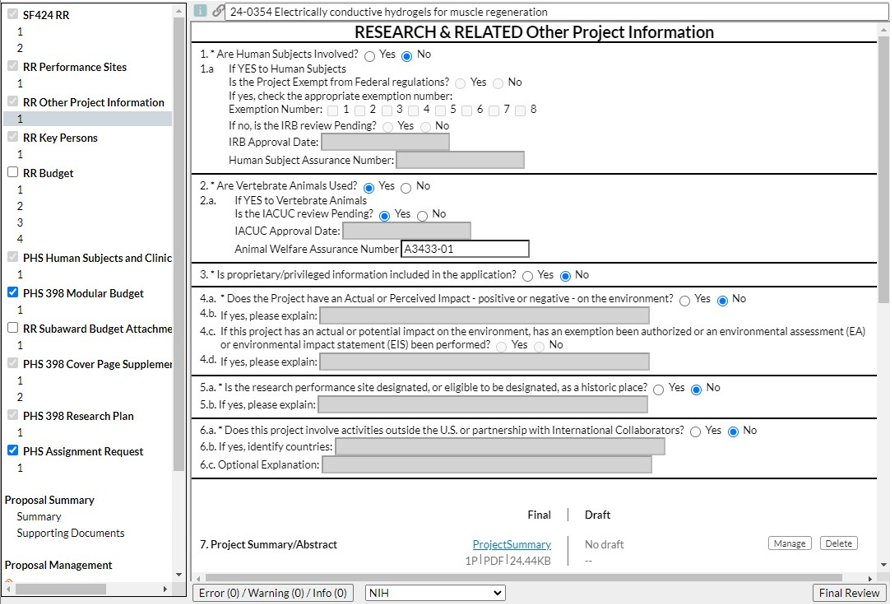 SF424 RR
1
2
RR Performance Sites
1
RR Other Project Information
1
RR Key Persons
1
RR Budget
1
2
3
4
PHS Human Subjects and Clinic
1
PHS 398 Modular Budget
1
RR Subaward Budget Attachme
1
PHS 398 Cover Page Supplemer
1
2
PHS 398 Research Plan
1
PHS Assignment Request
1
Proposal Summary
Summary
Supporting Documents
Proposal Management
24-0354 Electrically conductive hydrogels for muscle regeneration
RESEARCH & RELATED Other Project Information
1. * Are Human Subjects Involved? Yes No
1.a If YES to Human Subjects
Is the Project Exempt from Federal regulations? Yes No
If yes, check the appropriate exemption number:
Exemption Number: 1 2 3 4 5 6 7 8
If no, is the IRB review Pending? Yes No
IRB Approval Date:
Human Subject Assurance Number:
2. * Are Vertebrate Animals Used? Yes No
2.a. If YES to Vertebrate Animals
Is the IACUC review Pending? Yes No
IACUC Approval Date:
Animal Welfare Assurance Number A3433-01
3. * Is proprietary/privileged information included in the application? Yes No
4.a. * Does the Project have an Actual or Perceived Impact - positive or negative - on the environment? Yes No
4.b. If yes, please explain:
4.c. If this project has an actual or potential impact on the environment, has an exemption been authorized or an environmental assessment (EA)
or environmental impact statement (EIS) been performed? Yes No
4.d. If yes, please explain:
5.a. * Is the research performance site designated, or eligible to be designated, as a historic place? Yes No
5.b. If yes, please explain:
6.a. * Does this project involve activities outside the U.S. or partnership with International Collaborators? Yes No
6.b. If yes, identify countries:
6.c. Optional Explanation:
Final Draft
7. Project Summary/Abstract ProjectSummary No draft Manage Delete
1P|PDF|24.44KB --
Error (0) / Warning (0) / Info (0) NIH Final Review